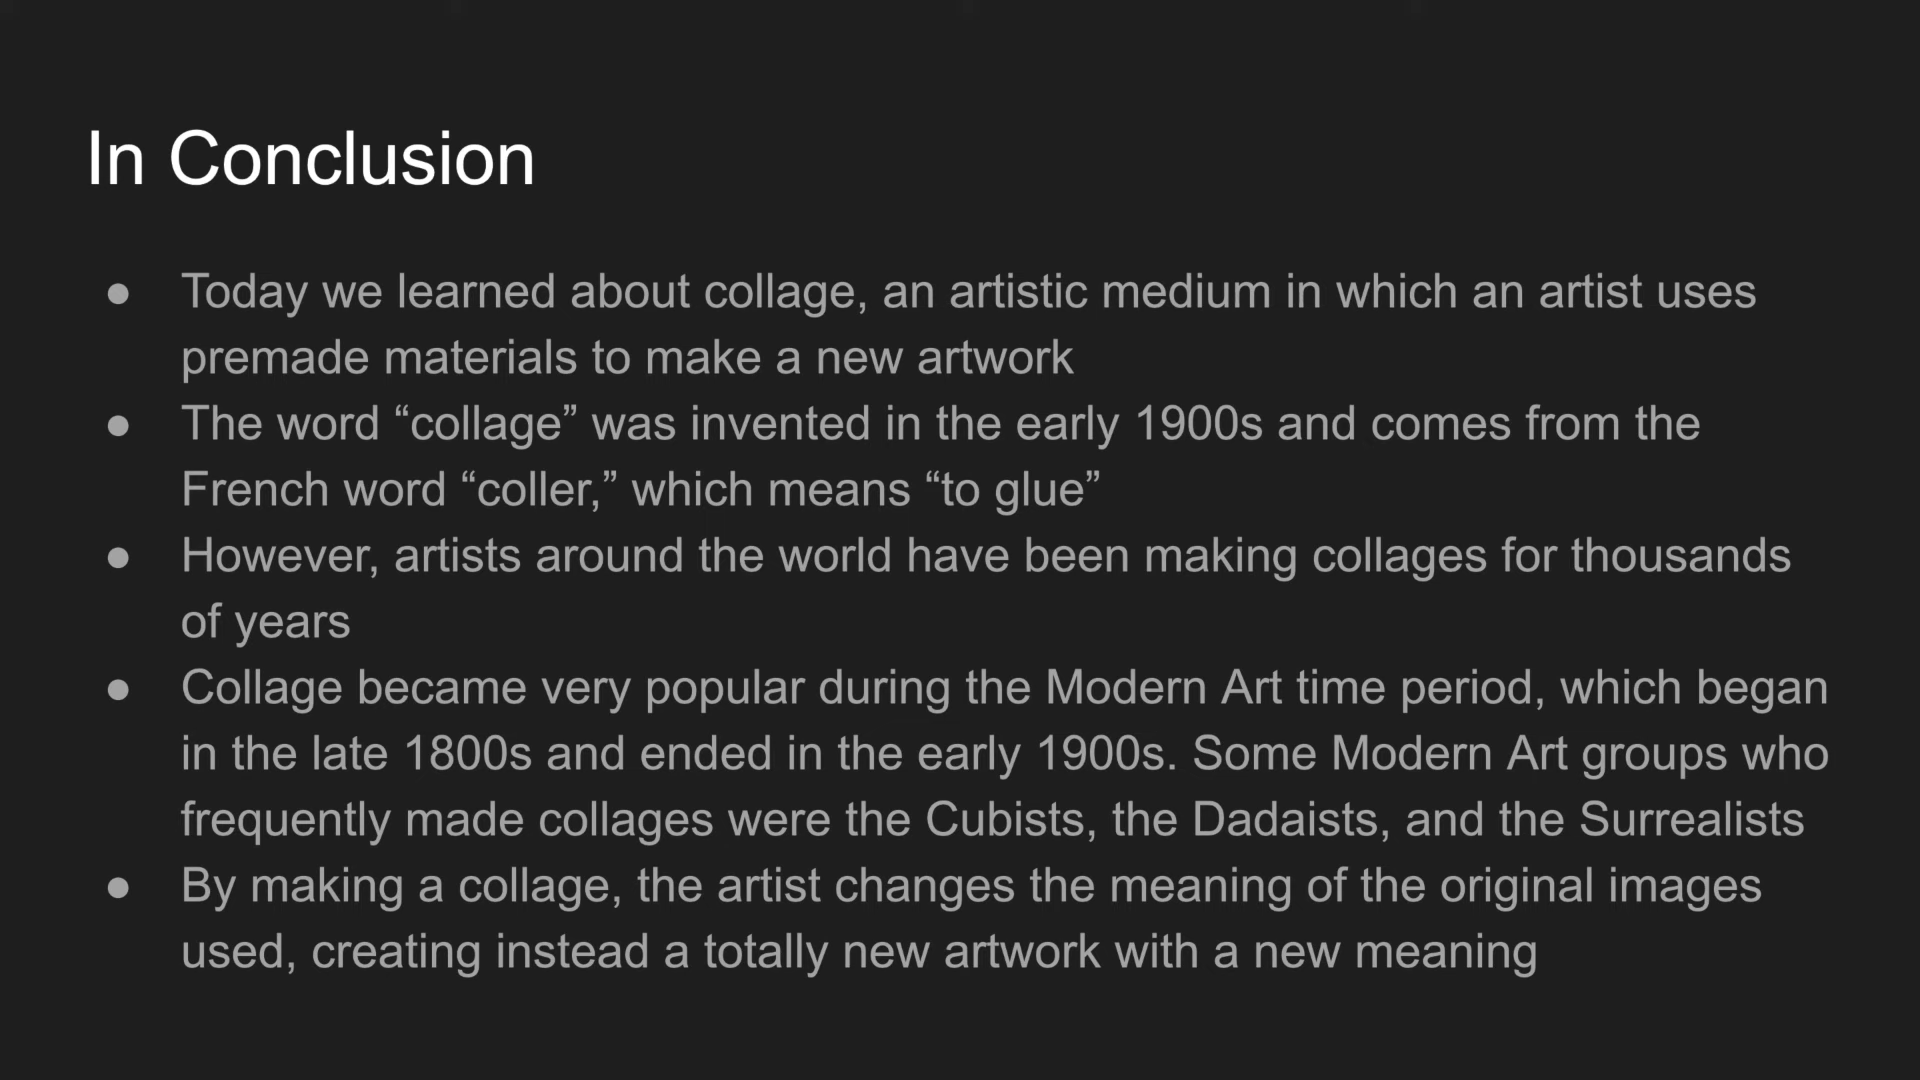 In Conclusion
● Today we learned about collage, an artistic medium in which an artist uses
premade materials to make a new artwork
● The word “collage” was invented in the early 1900s and comes from the
French word “coller,” which means “to glue”
● However, artists around the world have been making collages for thousands
of years
● Collage became very popular during the Modern Art time period, which began
in the late 1800s and ended in the early 1900s. Some Modern Art groups who
frequently made collages were the Cubists, the Dadaists, and the Surrealists
● By making a collage, the artist changes the meaning of the original images
used, creating instead a totally new artwork with a new meaning